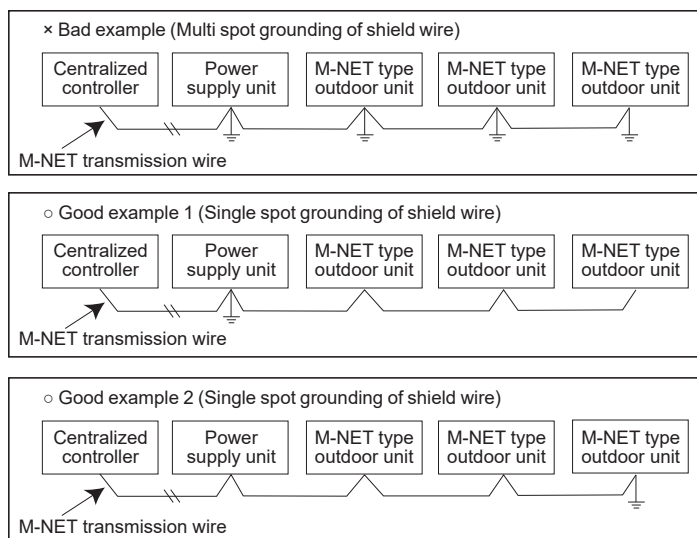 × Bad example (Multi spot grounding of shield wire)
Centralized controller
Power supply unit
M-NET type outdoor unit
M-NET type outdoor unit
M-NET type outdoor unit
M-NET transmission wire
○ Good example 1 (Single spot grounding of shield wire)
Centralized controller
Power supply unit
M-NET type outdoor unit
M-NET type outdoor unit
M-NET type outdoor unit
M-NET transmission wire
○ Good example 2 (Single spot grounding of shield wire)
Centralized controller
Power supply unit
M-NET type outdoor unit
M-NET type outdoor unit
M-NET type outdoor unit
M-NET transmission wire